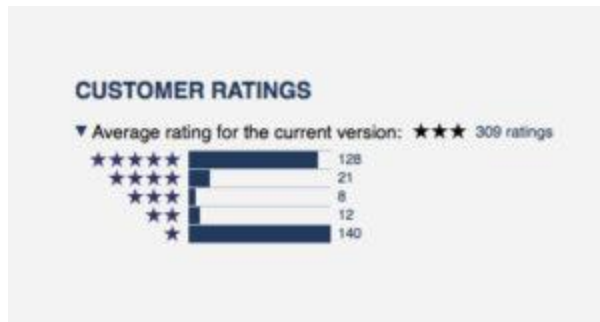 CUSTOMER RATINGS
▼ Average rating for the current version: ★★★ 309 ratings
★★★★★ 128
★★★★ 21
★★★ 8
★★ 12
★ 140